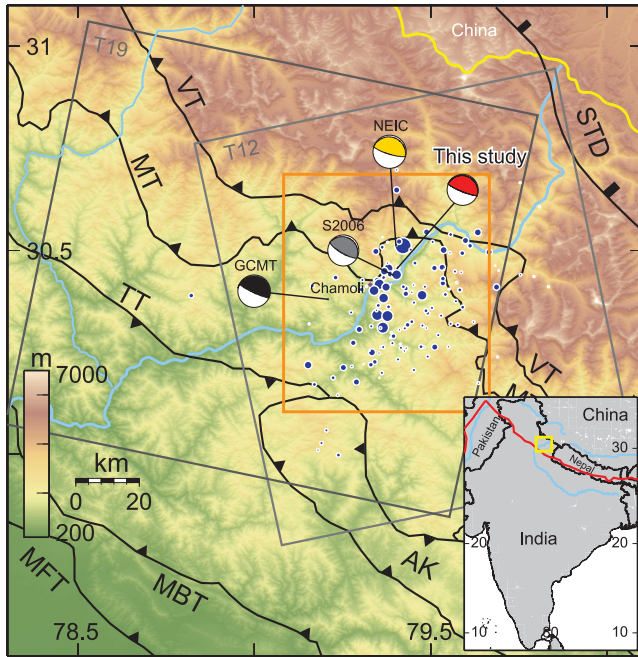 31
T19
China
VT
STD
NEIC
T12
This study
MT
S2006
30.5
GCMT
Chamoli
TT
VT
m
7000
200
km
0
20
China
Pakistan
30
Nepal
India
20
20
10
80
10
AK
MFT
MBT
78.5
79.5